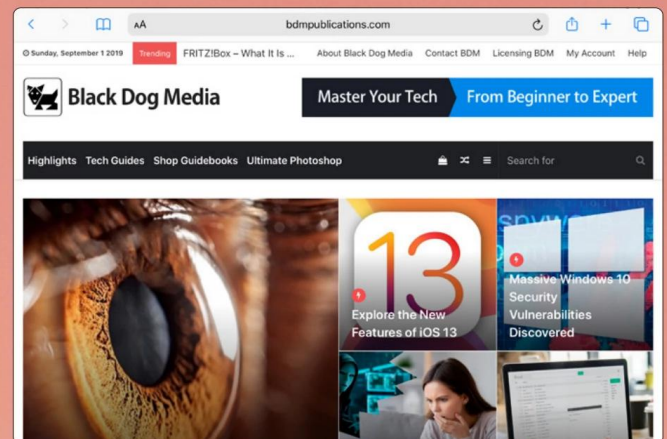 AA
bdmpublications.com
Sunday, September 1 2019
Trending
FRITZ!Box – What It Is ...
About Black Dog Media
Contact BDM
Licensing BDM
My Account
Help
Black Dog Media
Master Your Tech
From Beginner to Expert
Highlights
Tech Guides
Shop Guidebooks
Ultimate Photoshop
Search for
13
Explore the New
Features of iOS 13
spyw
Massive Windows 10
Security
Vulnerabilities
Discovered